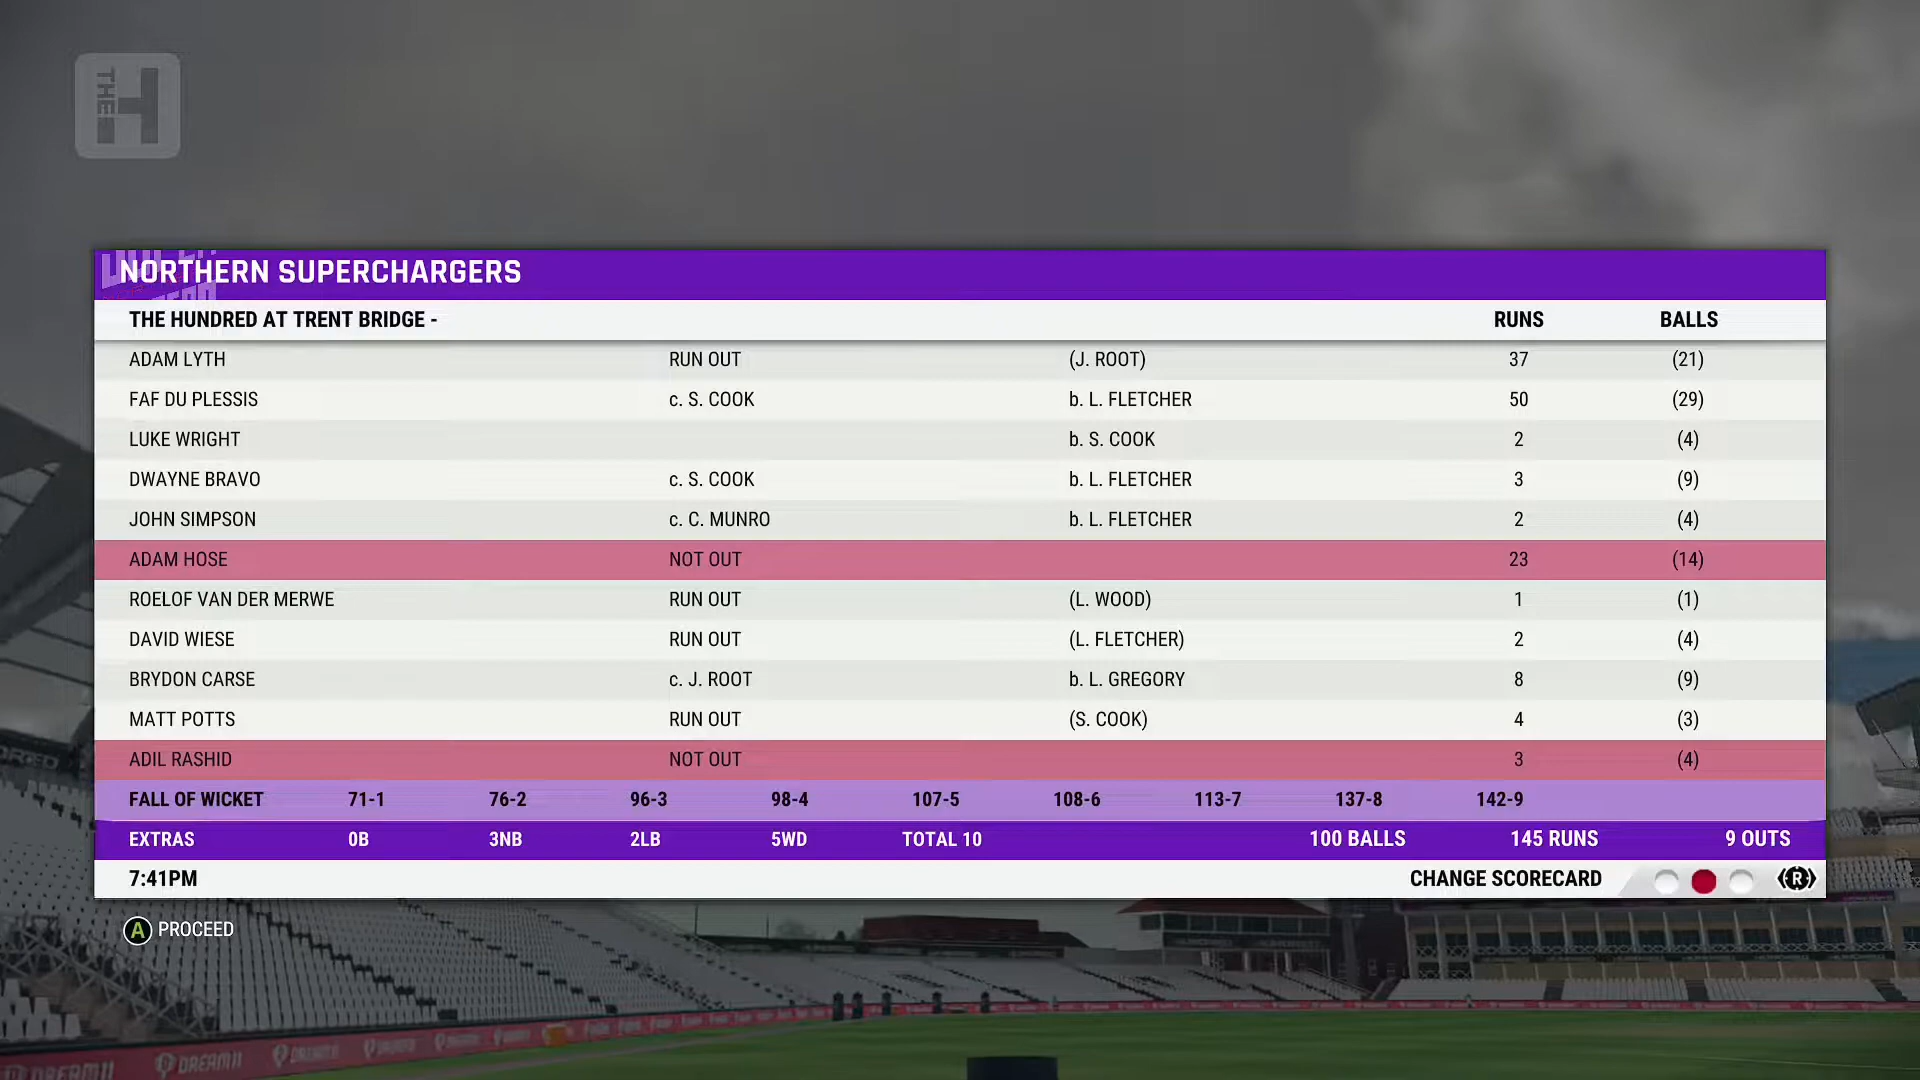 THE H
NORTHERN SUPERCHARGERS
THE HUNDRED AT TRENT BRIDGE - RUNS BALLS
ADAM LYTH RUN OUT (J. ROOT) 37 (21)
FAF DU PLESSIS c. S. COOK b. L. FLETCHER 50 (29)
LUKE WRIGHT b. S. COOK 2 (4)
DWAYNE BRAVO c. S. COOK b. L. FLETCHER 3 (9)
JOHN SIMPSON c. C. MUNRO b. L. FLETCHER 2 (4)
ADAM HOSE NOT OUT 23 (14)
ROELOF VAN DER MERWE RUN OUT (L. WOOD) 1 (1)
DAVID WIESE RUN OUT (L. FLETCHER) 2 (4)
BRYDON CARSE c. J. ROOT b. L. GREGORY 8 (9)
MATT POTTS RUN OUT (S. COOK) 4 (3)
ADIL RASHID NOT OUT 3 (4)
FALL OF WICKET 71-1 76-2 96-3 98-4 107-5 108-6 113-7 137-8 142-9
EXTRAS 0B 3NB 2LB 5WD TOTAL 10 100 BALLS 145 RUNS 9 OUTS
7:41PM CHANGE SCORECARD R
A PROCEED
DREAM11 DREAM11 DREAM11